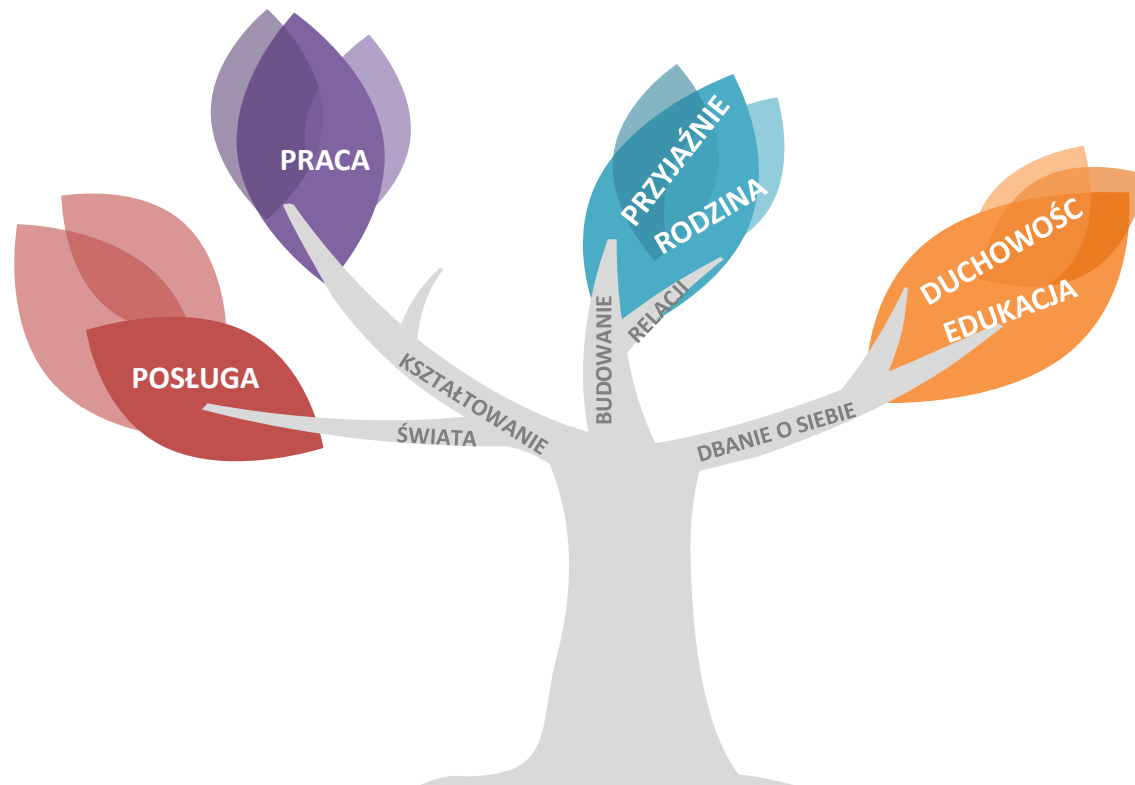 PRACA
POSŁUGA
KSZTAŁTOWANIE
ŚWIATA
PRZYJAŹNIE
RODZINA
BUDOWANIE
RELACJI
DUCHOWOŚC
EDUKACJA
DBANIE O SIEBIE